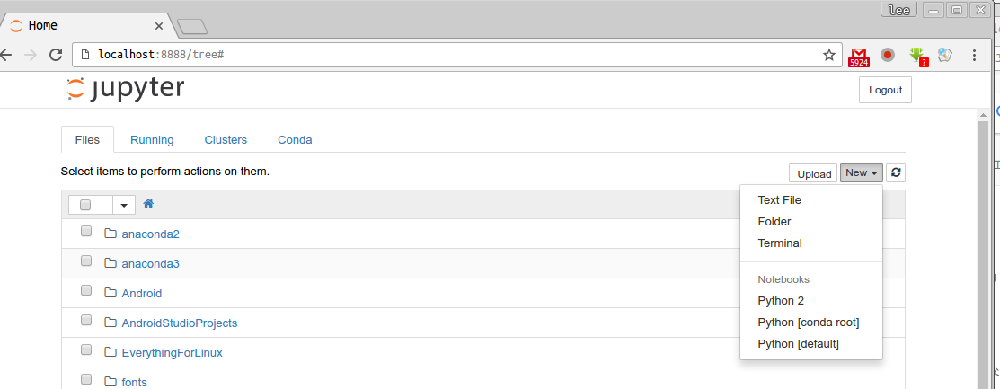 lee
Home
localhost:8888/tree#
5924
?
jupyter
Logout
Files Running Clusters Conda
Select items to perform actions on them.
Upload New
Text File
Folder
Terminal
Notebooks
Python 2
Python [conda root]
Python [default]
anaconda2
anaconda3
Android
AndroidStudioProjects
EverythingForLinux
fonts